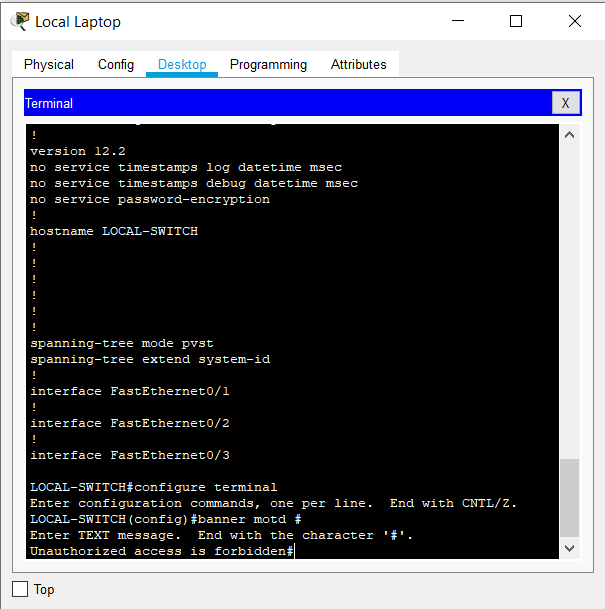 Local Laptop
Physical Config Desktop Programming Attributes
Terminal X
!
version 12.2
no service timestamps log datetime msec
no service timestamps debug datetime msec
no service password-encryption
!
hostname LOCAL-SWITCH
!
!
!
!
!
!
spanning-tree mode pvst
spanning-tree extend system-id
!
interface FastEthernet0/1
!
interface FastEthernet0/2
!
interface FastEthernet0/3
LOCAL-SWITCH#configure terminal
Enter configuration commands, one per line.  End with CNTL/Z.
LOCAL-SWITCH(config)#banner motd #
Enter TEXT message.  End with the character '#'.
Unauthorized access is forbidden#
Top